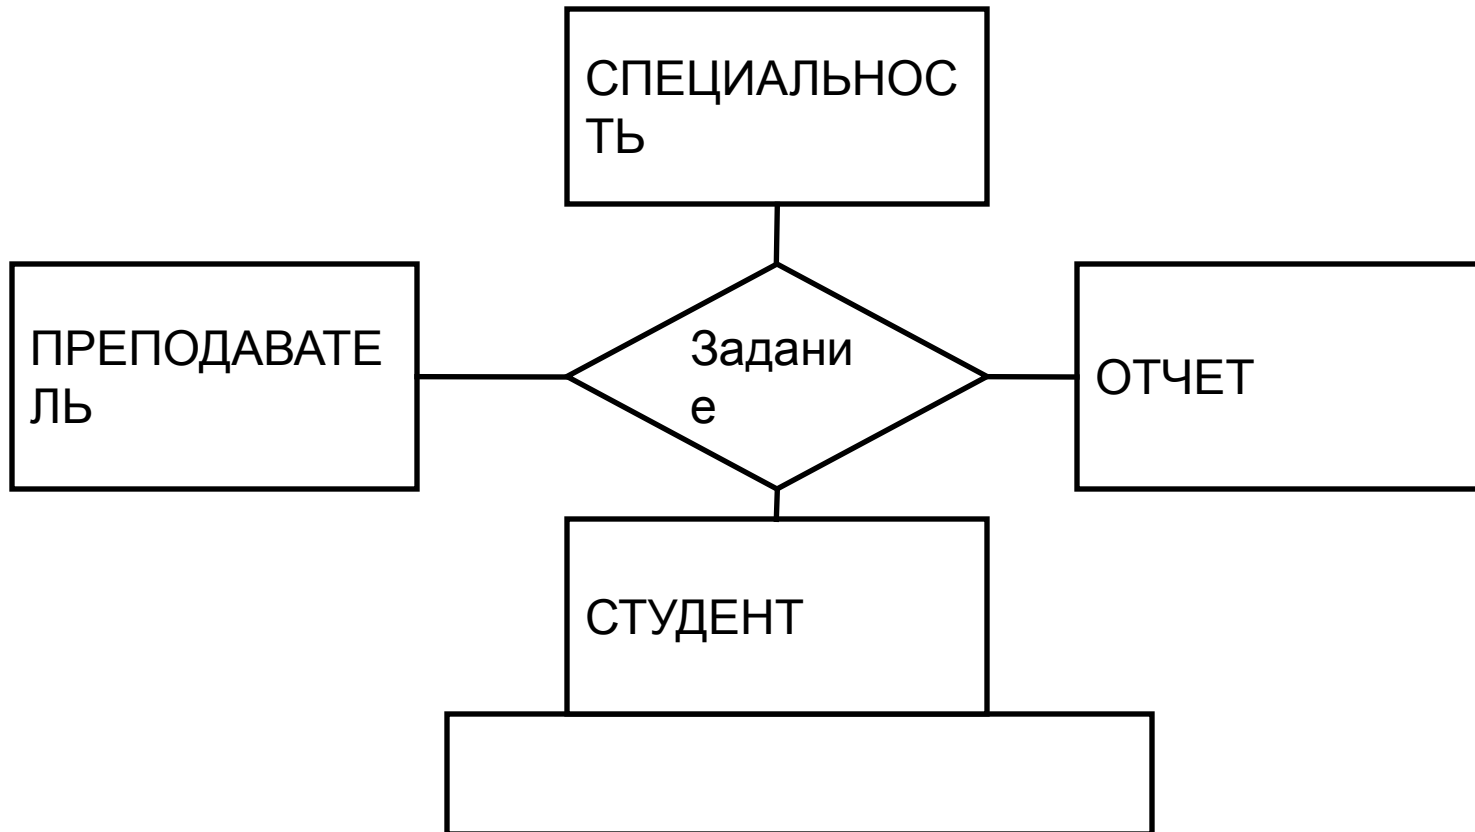 СПЕЦИАЛЬНОС
ТЬ
ПРЕПОДАВАТЕ
ЛЬ
Задани
е
ОТЧЕТ
СТУДЕНТ